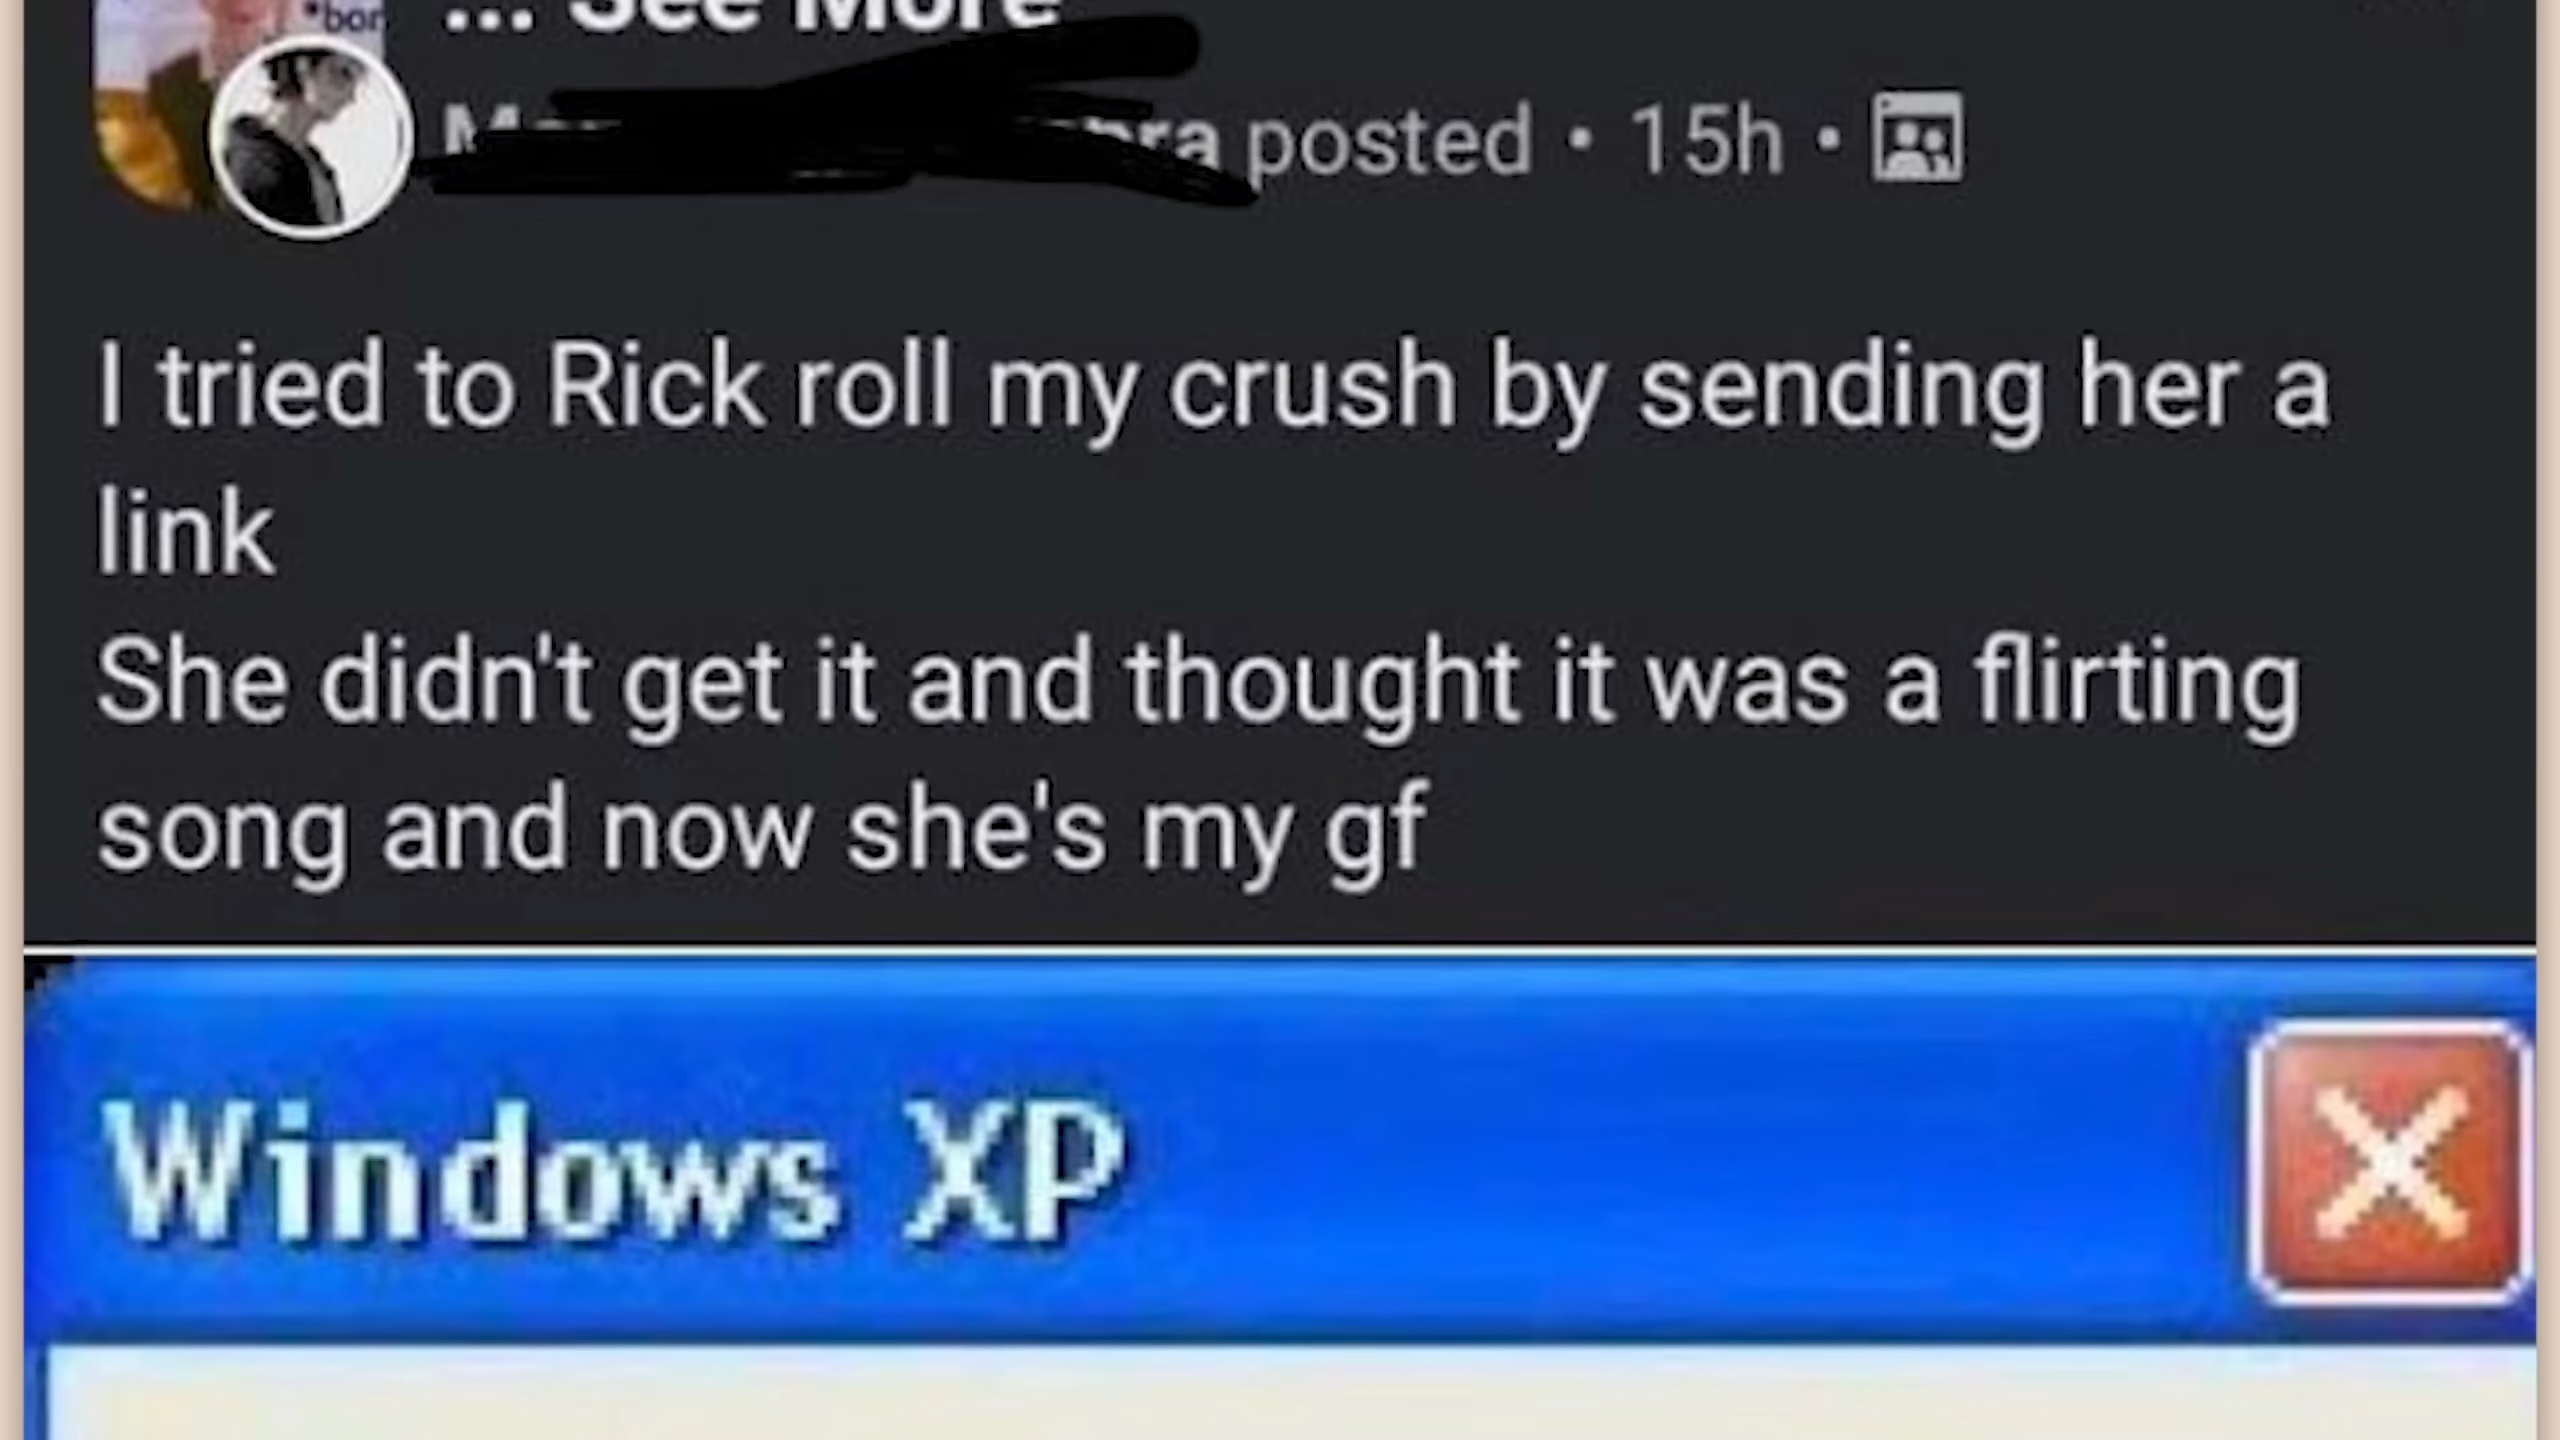 *bor
... See More
posted • 15h •
I tried to Rick roll my crush by sending her a
link
She didn't get it and thought it was a flirting
song and now she's my gf
Windows XP